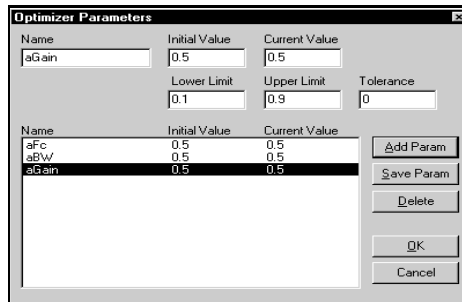 Optimizer Parameters
Name Initial Value Current Value
aGain 0.5 0.5
Lower Limit Upper Limit Tolerance
0.1 0.9 0
Name Initial Value Current Value
aFc 0.5 0.5
aBW 0.5 0.5
aGain 0.5 0.5
Add Param
Save Param
Delete
OK
Cancel